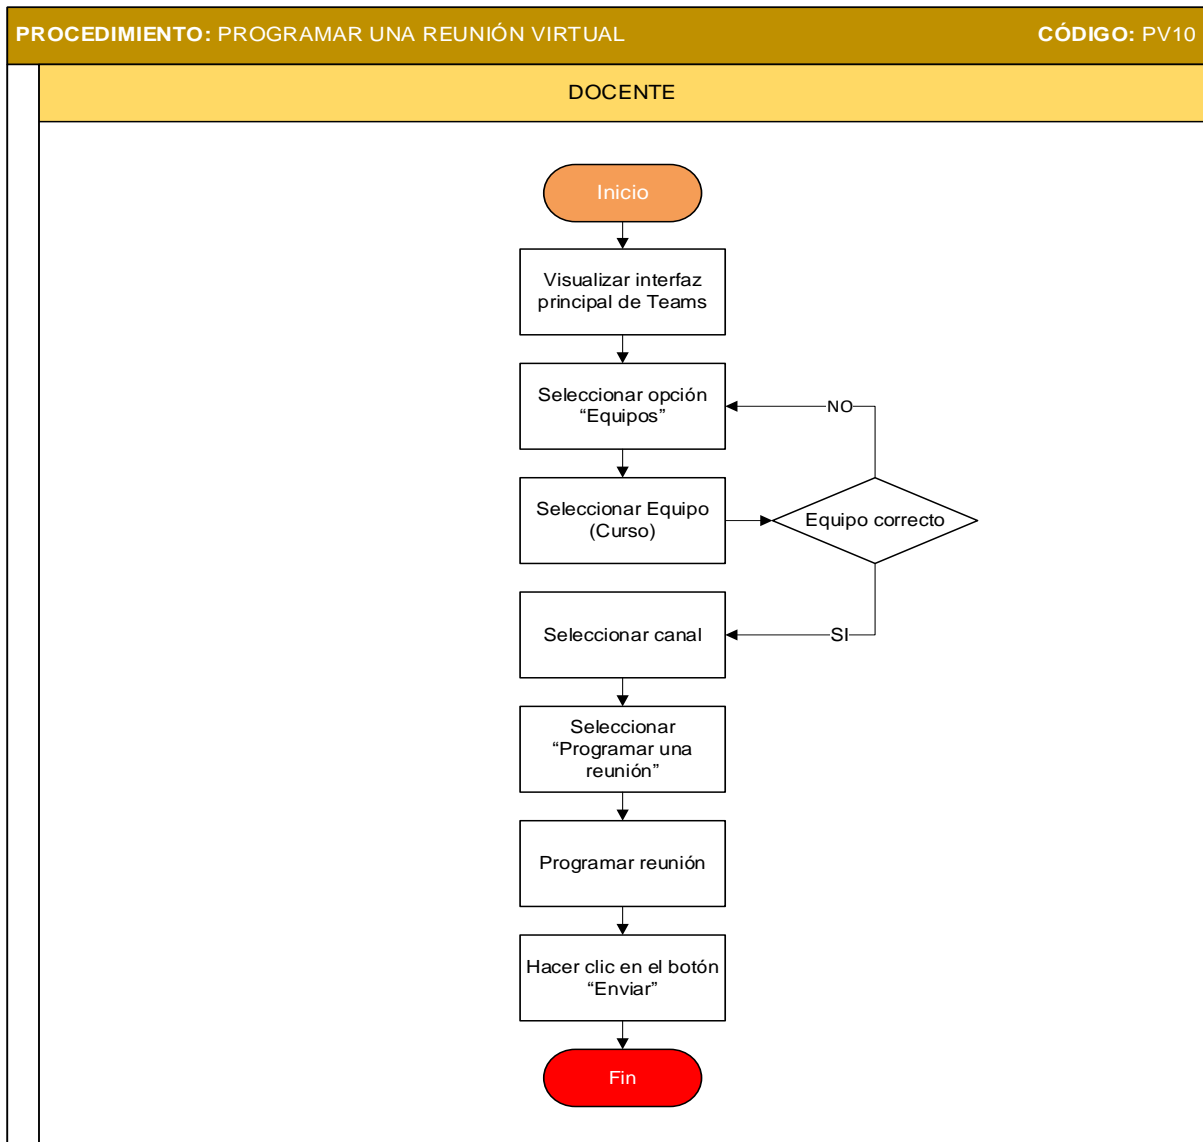 PROCEDIMIENTO: PROGRAMAR UNA REUNIÓN VIRTUAL
CÓDIGO: PV10
DOCENTE
Inicio
Visualizar interfaz
principal de Teams
Seleccionar opción
“Equipos”
NO
Seleccionar Equipo
(Curso)
Equipo correcto
Seleccionar canal
SI
Seleccionar
“Programar una
reunión”
Programar reunión
Hacer clic en el botón
“Enviar”
Fin